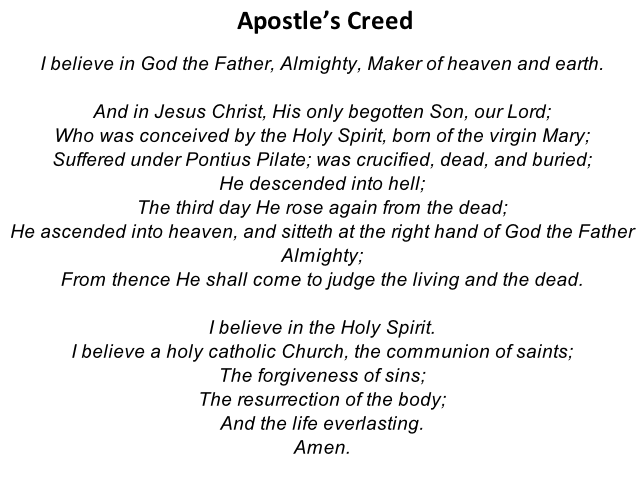 Apostle’s Creed
I believe in God the Father, Almighty, Maker of heaven and earth.
And in Jesus Christ, His only begotten Son, our Lord;
Who was conceived by the Holy Spirit, born of the virgin Mary;
Suffered under Pontius Pilate; was crucified, dead, and buried;
He descended into hell;
The third day He rose again from the dead;
He ascended into heaven, and sitteth at the right hand of God the Father
Almighty;
From thence He shall come to judge the living and the dead.
I believe in the Holy Spirit.
I believe a holy catholic Church, the communion of saints;
The forgiveness of sins;
The resurrection of the body;
And the life everlasting.
Amen.